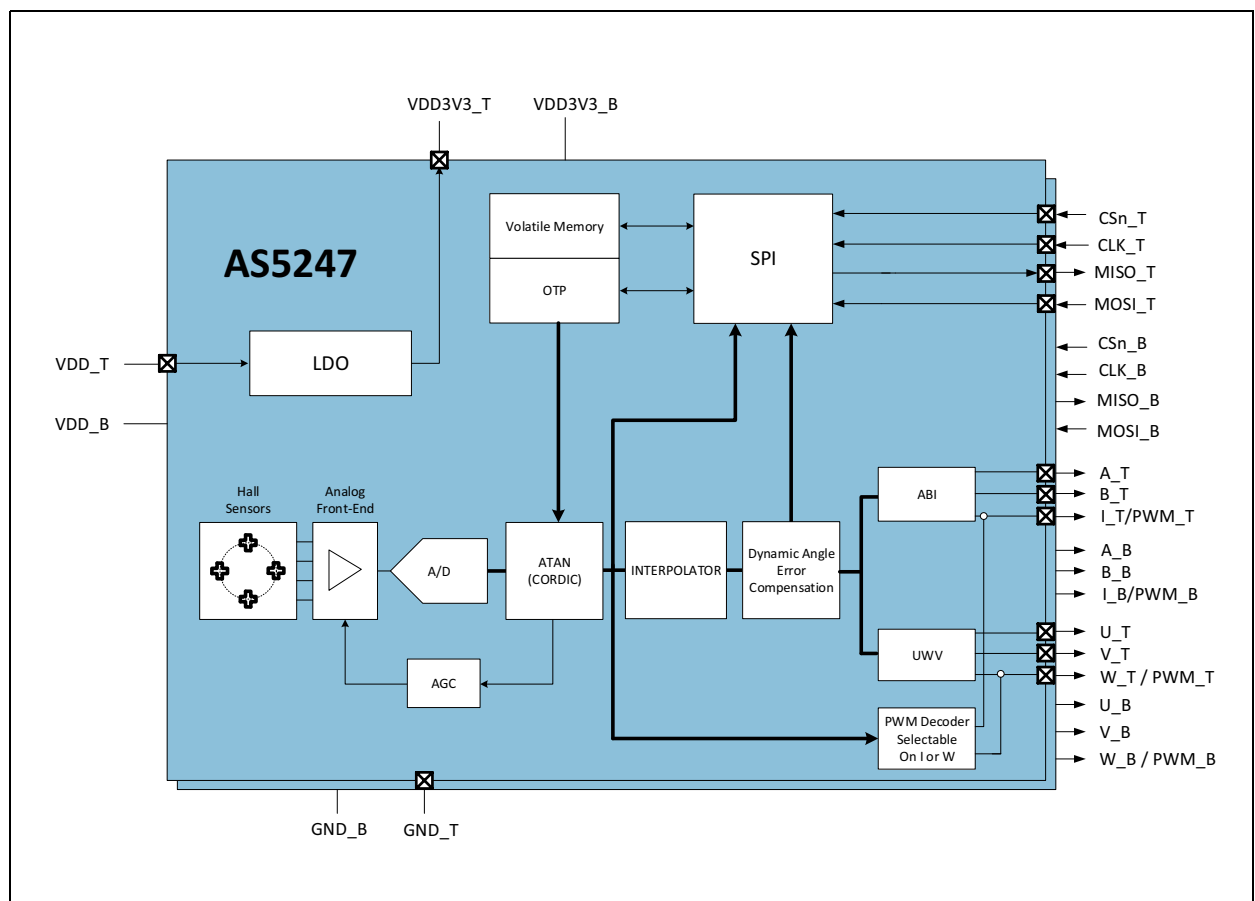 VDD3V3_T
VDD3V3_B
AS5247
Volatile Memory
OTP
SPI
CSn_T
CLK_T
MISO_T
MOSI_T
LDO
VDD_T
VDD_B
CSn_B
CLK_B
MISO_B
MOSI_B
Hall
Sensors
Analog
Front-End
A/D
ATAN
(CORDIC)
INTERPOLATOR
Dynamic Angle
Error
Compensation
ABI
A_T
B_T
I_T/PWM_T
A_B
B_B
I_B/PWM_B
AGC
UWV
U_T
V_T
W_T / PWM_T
PWM Decoder
Selectable
On I or W
U_B
V_B
W_B / PWM_B
GND_B
GND_T